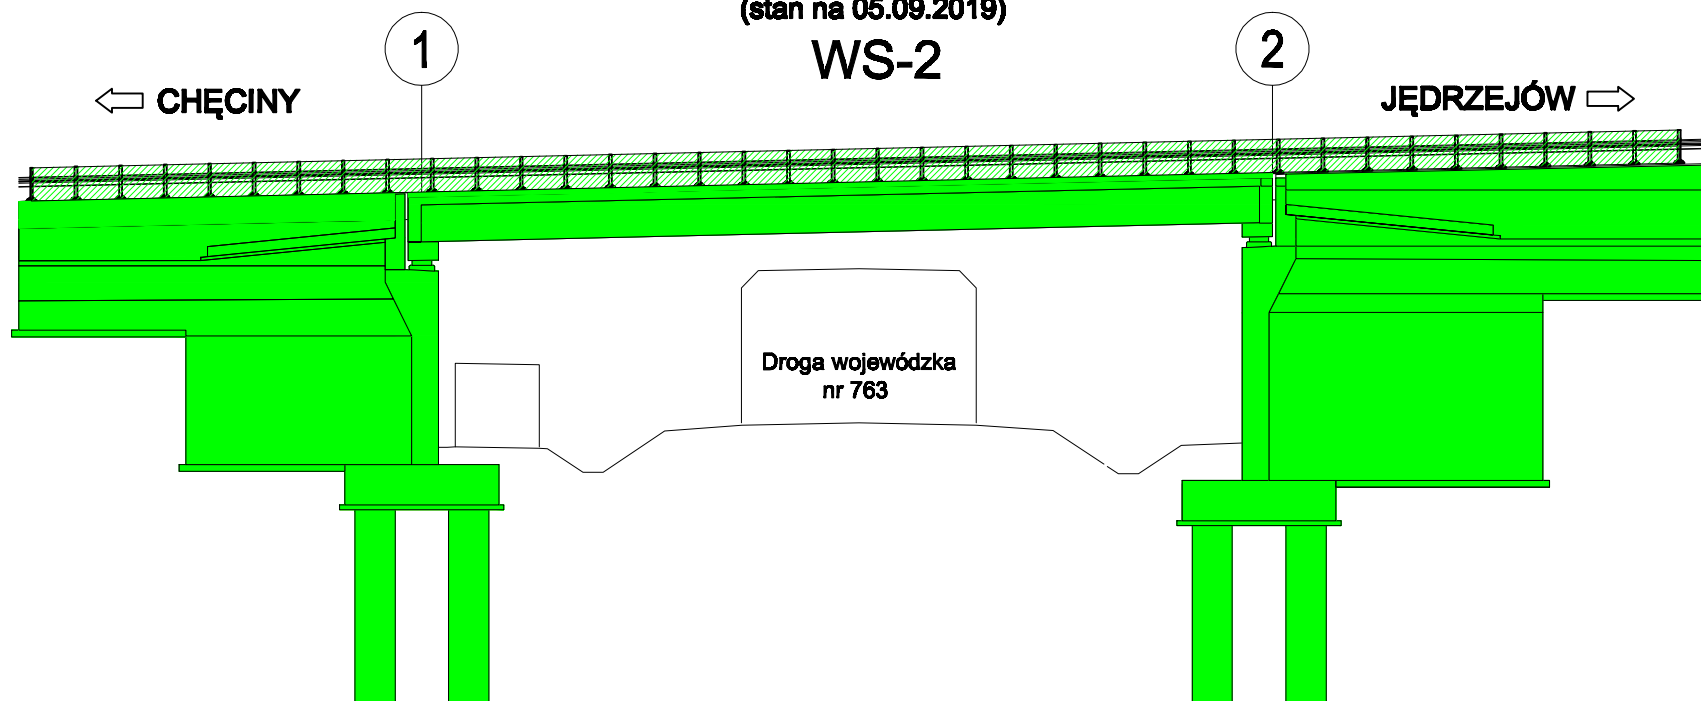 (stan na 05.09.2019)
WS-2
1
2
CHĘCINY
JĘDRZEJÓW
Droga wojewódzka
nr 763